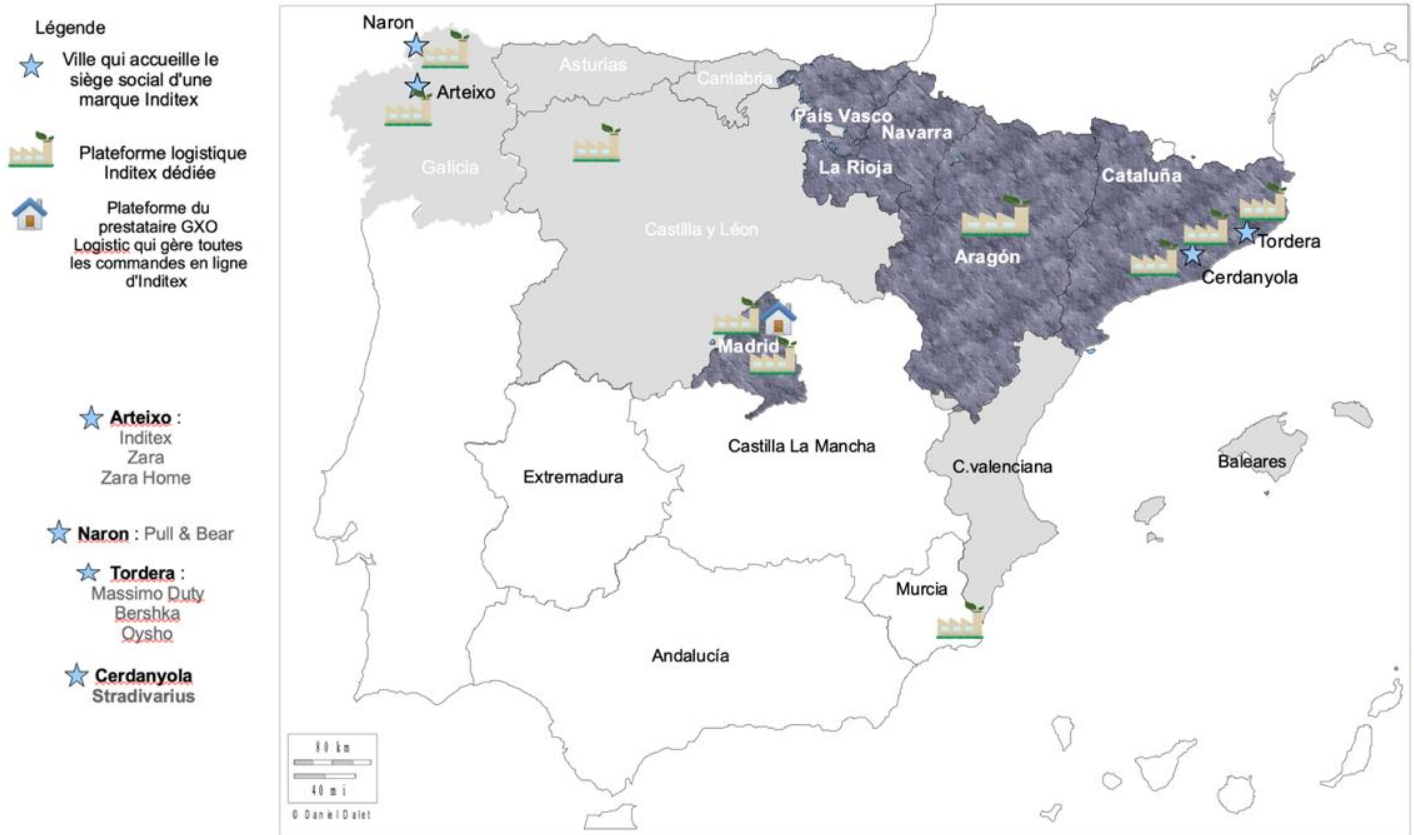 Légende
Ville qui accueille le
siège social d'une
marque Inditex
Plateforme logistique
Inditex dédiée
Plateforme du
prestataire GXO
Logistic qui gère toutes
les commandes en ligne
d'Inditex
Arteixo :
Inditex
Zara
Zara Home
Naron : Pull & Bear
Tordera :
Massimo Duty
Bershka
Oysho
Cerdanyola
Stradivarius
Naron
Arteixo
Galicia
Asturias
Cantabria
País Vasco
Navarra
La Rioja
Castilla y Léon
Aragón
Cataluña
Tordera
Cerdanyola
Madrid
Castilla La Mancha
Extremadura
C.valenciana
Baleares
Murcia
Andalucía
80 km
40 mi
© Daniel Dalet